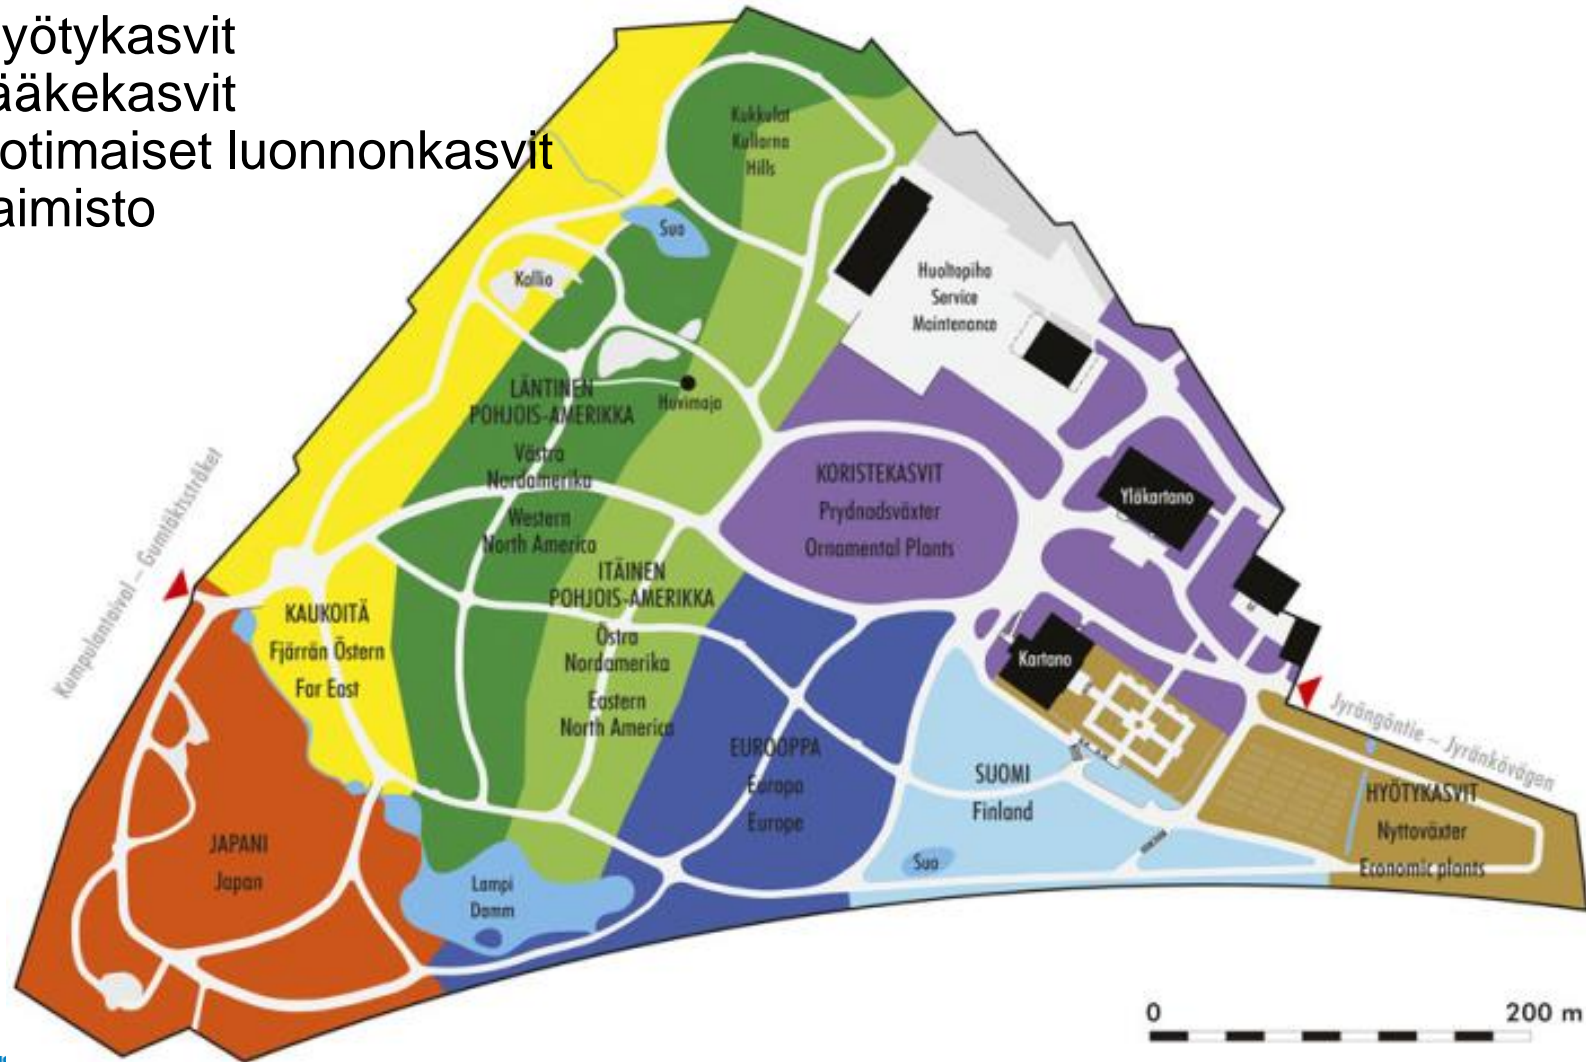 yötykasvit
ääkekasvit
otimaiset luonnonkasvit
aimisto
Kukkulat
Kullarna
Hills
Suo
Kallio
Huoltopiha
Service
Maintenance
LÄNTINEN
POHJOIS-AMERIKKA
Västra
Nordamerika
Western
North America
Huvimaja
KORISTEKASVIT
Prydnadsväxter
Ornamental Plants
Yläkartano
Kumpulantaival – Gumtäktsstråket
ITÄINEN
POHJOIS-AMERIKKA
Östra
Nordamerika
Eastern
North America
KAUKOITÄ
Fjärran Östern
Far East
Kartano
Jyrängöntie – Jyränkövägen
EUROOPPA
Europa
Europe
SUOMI
Finland
HYÖTYKASVIT
Nyttoväxter
Economic plants
JAPANI
Japan
Suo
Lampi
Damm
0 200 m